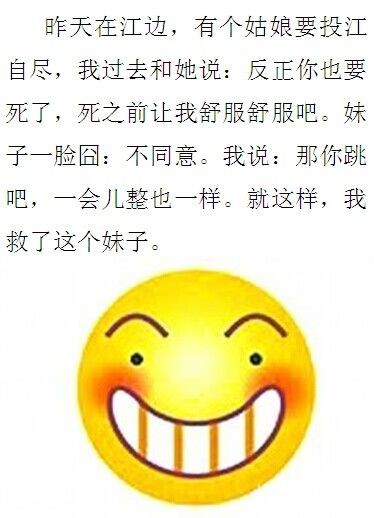 昨天在江边，有个姑娘要投江
自尽，我过去和她说：反正你也要
死了，死之前让我舒服舒服吧。妹
子一脸囧：不同意。我说：那你跳
吧，一会儿整也一样。就这样，我
救了这个妹子。